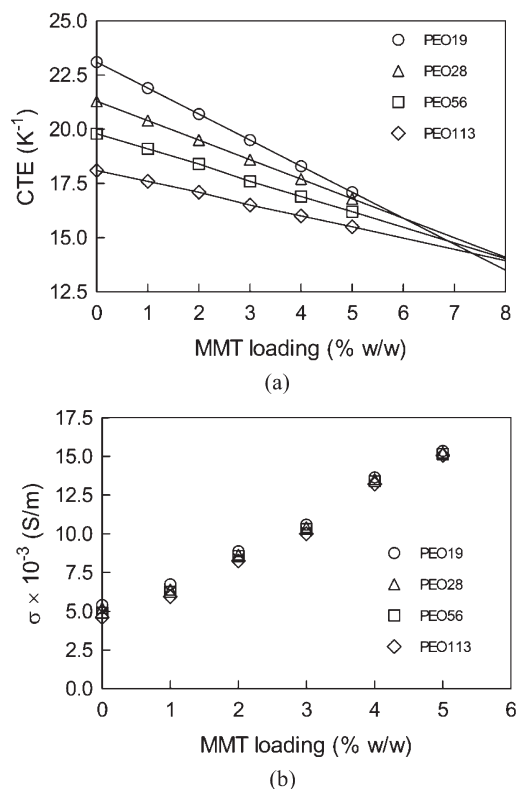 25.0
22.5
20.0
17.5
15.0
12.5
CTE (K⁻¹)
PEO19
PEO28
PEO56
PEO113
0 1 2 3 4 5 6 7 8
MMT loading (% w/w)
(a)
17.5
15.0
12.5
10.0
7.5
5.0
2.5
0.0
σ × 10⁻³ (S/m)
PEO19
PEO28
PEO56
PEO113
0 1 2 3 4 5 6
MMT loading (% w/w)
(b)